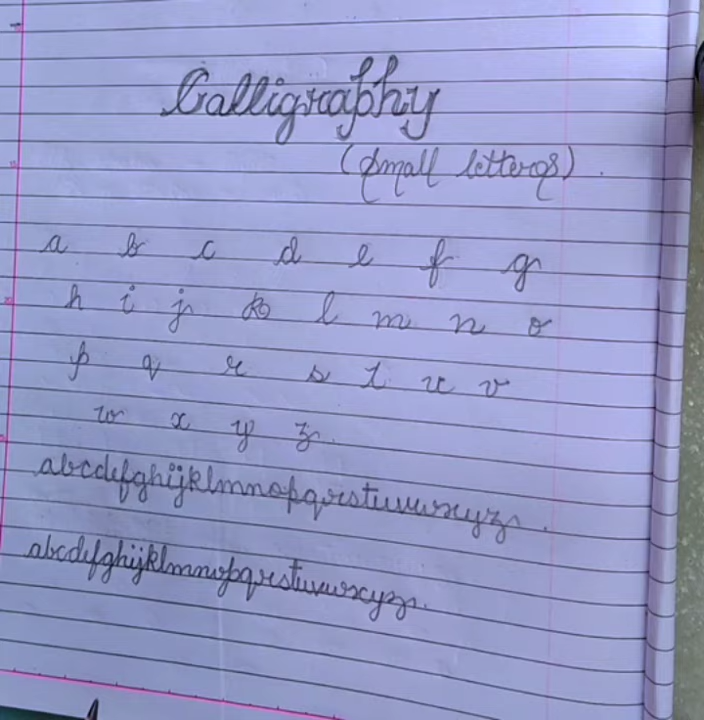 Calligraphy
(Small letters).
a b c d e f g
h i j k l m n o
p q r s t u v
w x y z.
abcdefghijklmnopqrstuvwxyz.
abcdefghijklmnopqrstuvwxyz.